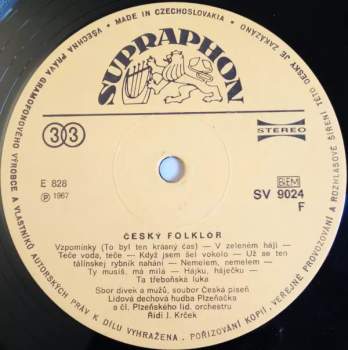 VŠECHNA PRÁVA GRAMOFONOVÉHO VÝROBCE A VLASTNÍKŮ AUTORSKÝCH PRÁV K DÍLU VYHRAŽENA. POŘIZOVÁNÍ KOPIÍ, VEŘEJNÉ PROVOZOVÁNÍ A ROZHLASOVÉ ŠÍŘENÍ TÉTO DESKY JE ZAKÁZÁNO
• MADE IN CZECHOSLOVAKIA •
SUPRAPHON
33
STEREO
E 828
℗ 1967
BIEM
SV 9024
F
ČESKÝ FOLKLOR
Vzpomínky (To byl ten krásný čas) — V zeleném háji —
Teče voda, teče — Když jsem šel vokolo — Už se ten
tálinskej rybník nahání — Nemelem, nemelem —
Ty musíš, má milá — Hájku, háječku —
Ta třeboňská luka
Sbor dívek a mužů, soubor Česká píseň
Lidová dechová hudba Plzeňačka
a čl. Plzeňského lid. orchestru
Řídí J. Krček